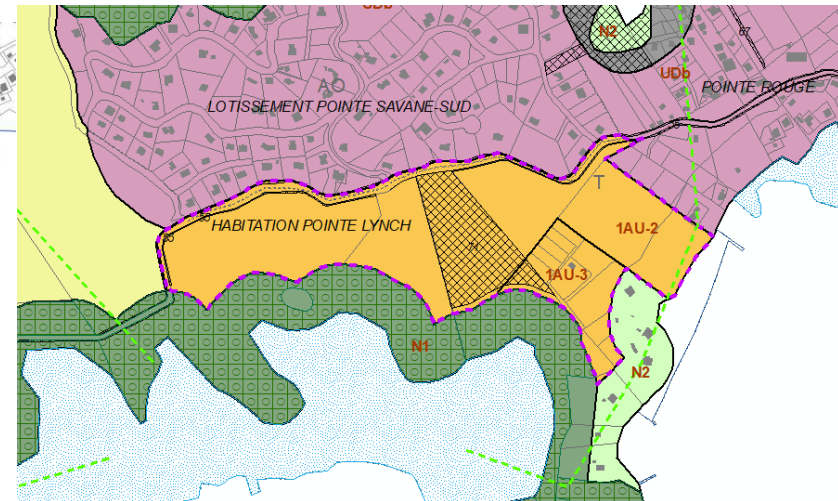 UDb
N2
67
UDb
POINTE ROUGE
AO
LOTISSEMENT POINTE SAVANE-SUD
T
HABITATION POINTE LYNCH
1AU-2
1AU-3
N1
N2